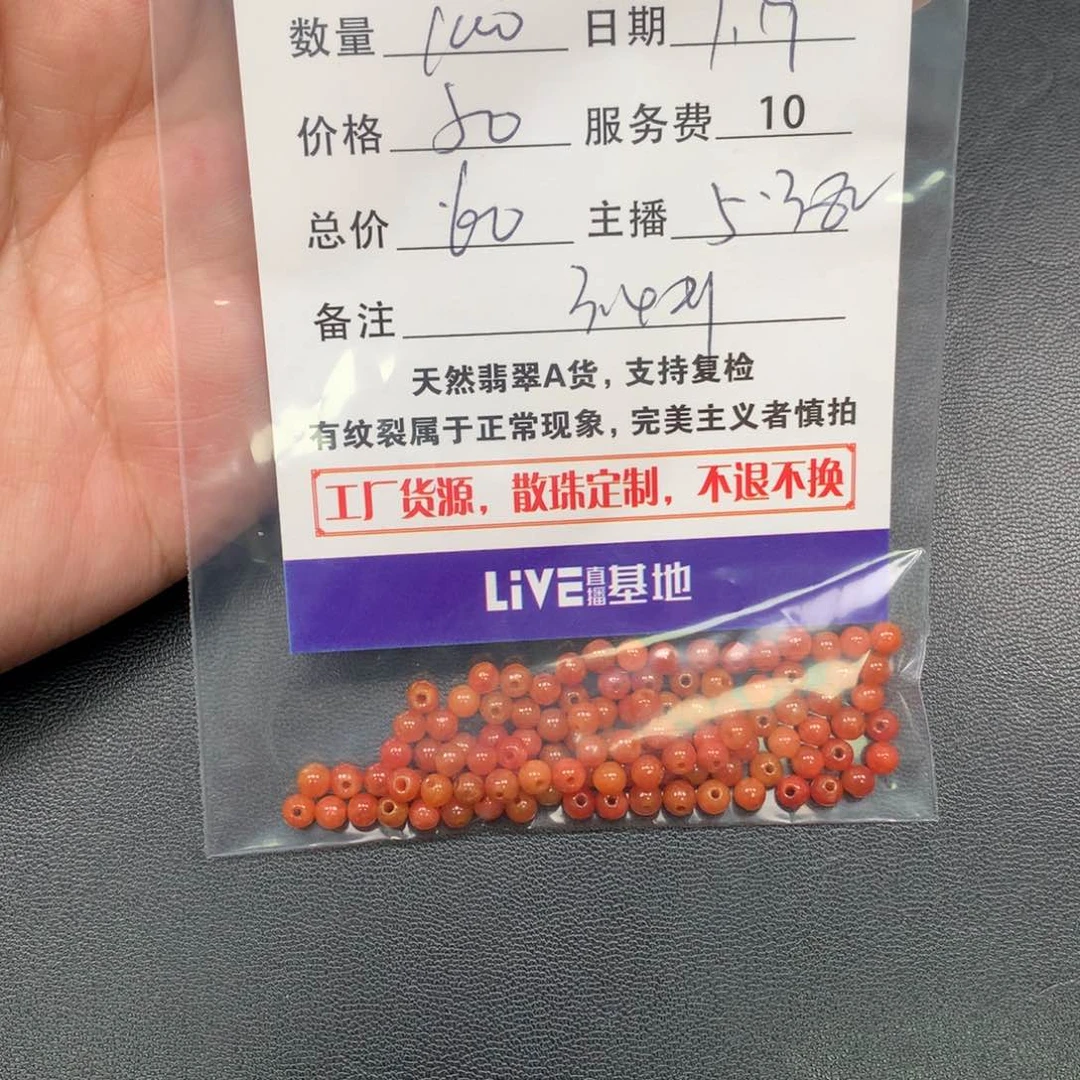 数量 100 日期 1.17
价格 50 服务费 10
总价 60 主播
备注
天然翡翠A货，支持复检
有纹裂属于正常现象，完美主义者慎拍
工厂货源，散珠定制，不退不换
LiVE直播基地